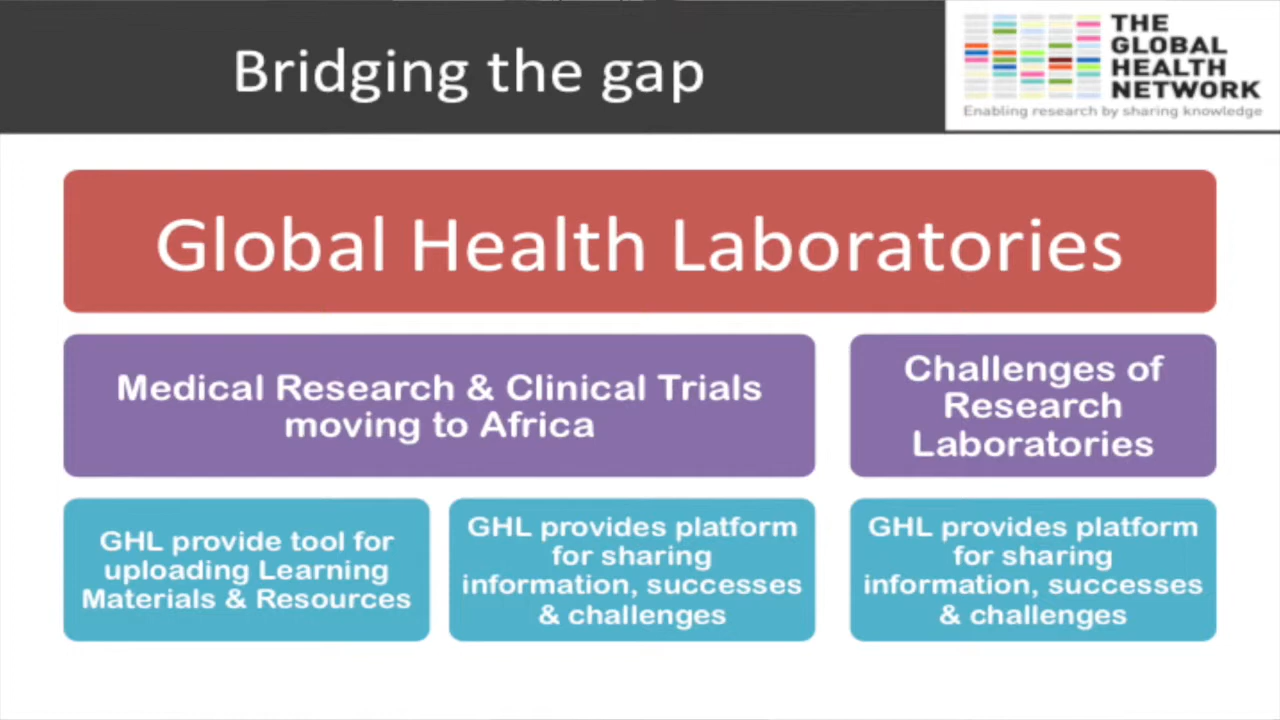 Bridging the gap
THE
GLOBAL
HEALTH
NETWORK
Enabling research by sharing knowledge
Global Health Laboratories
Medical Research & Clinical Trials
moving to Africa
Challenges of
Research
Laboratories
GHL provide tool for
uploading Learning
Materials & Resources
GHL provides platform
for sharing
information, successes
& challenges
GHL provides platform
for sharing
information, successes
& challenges